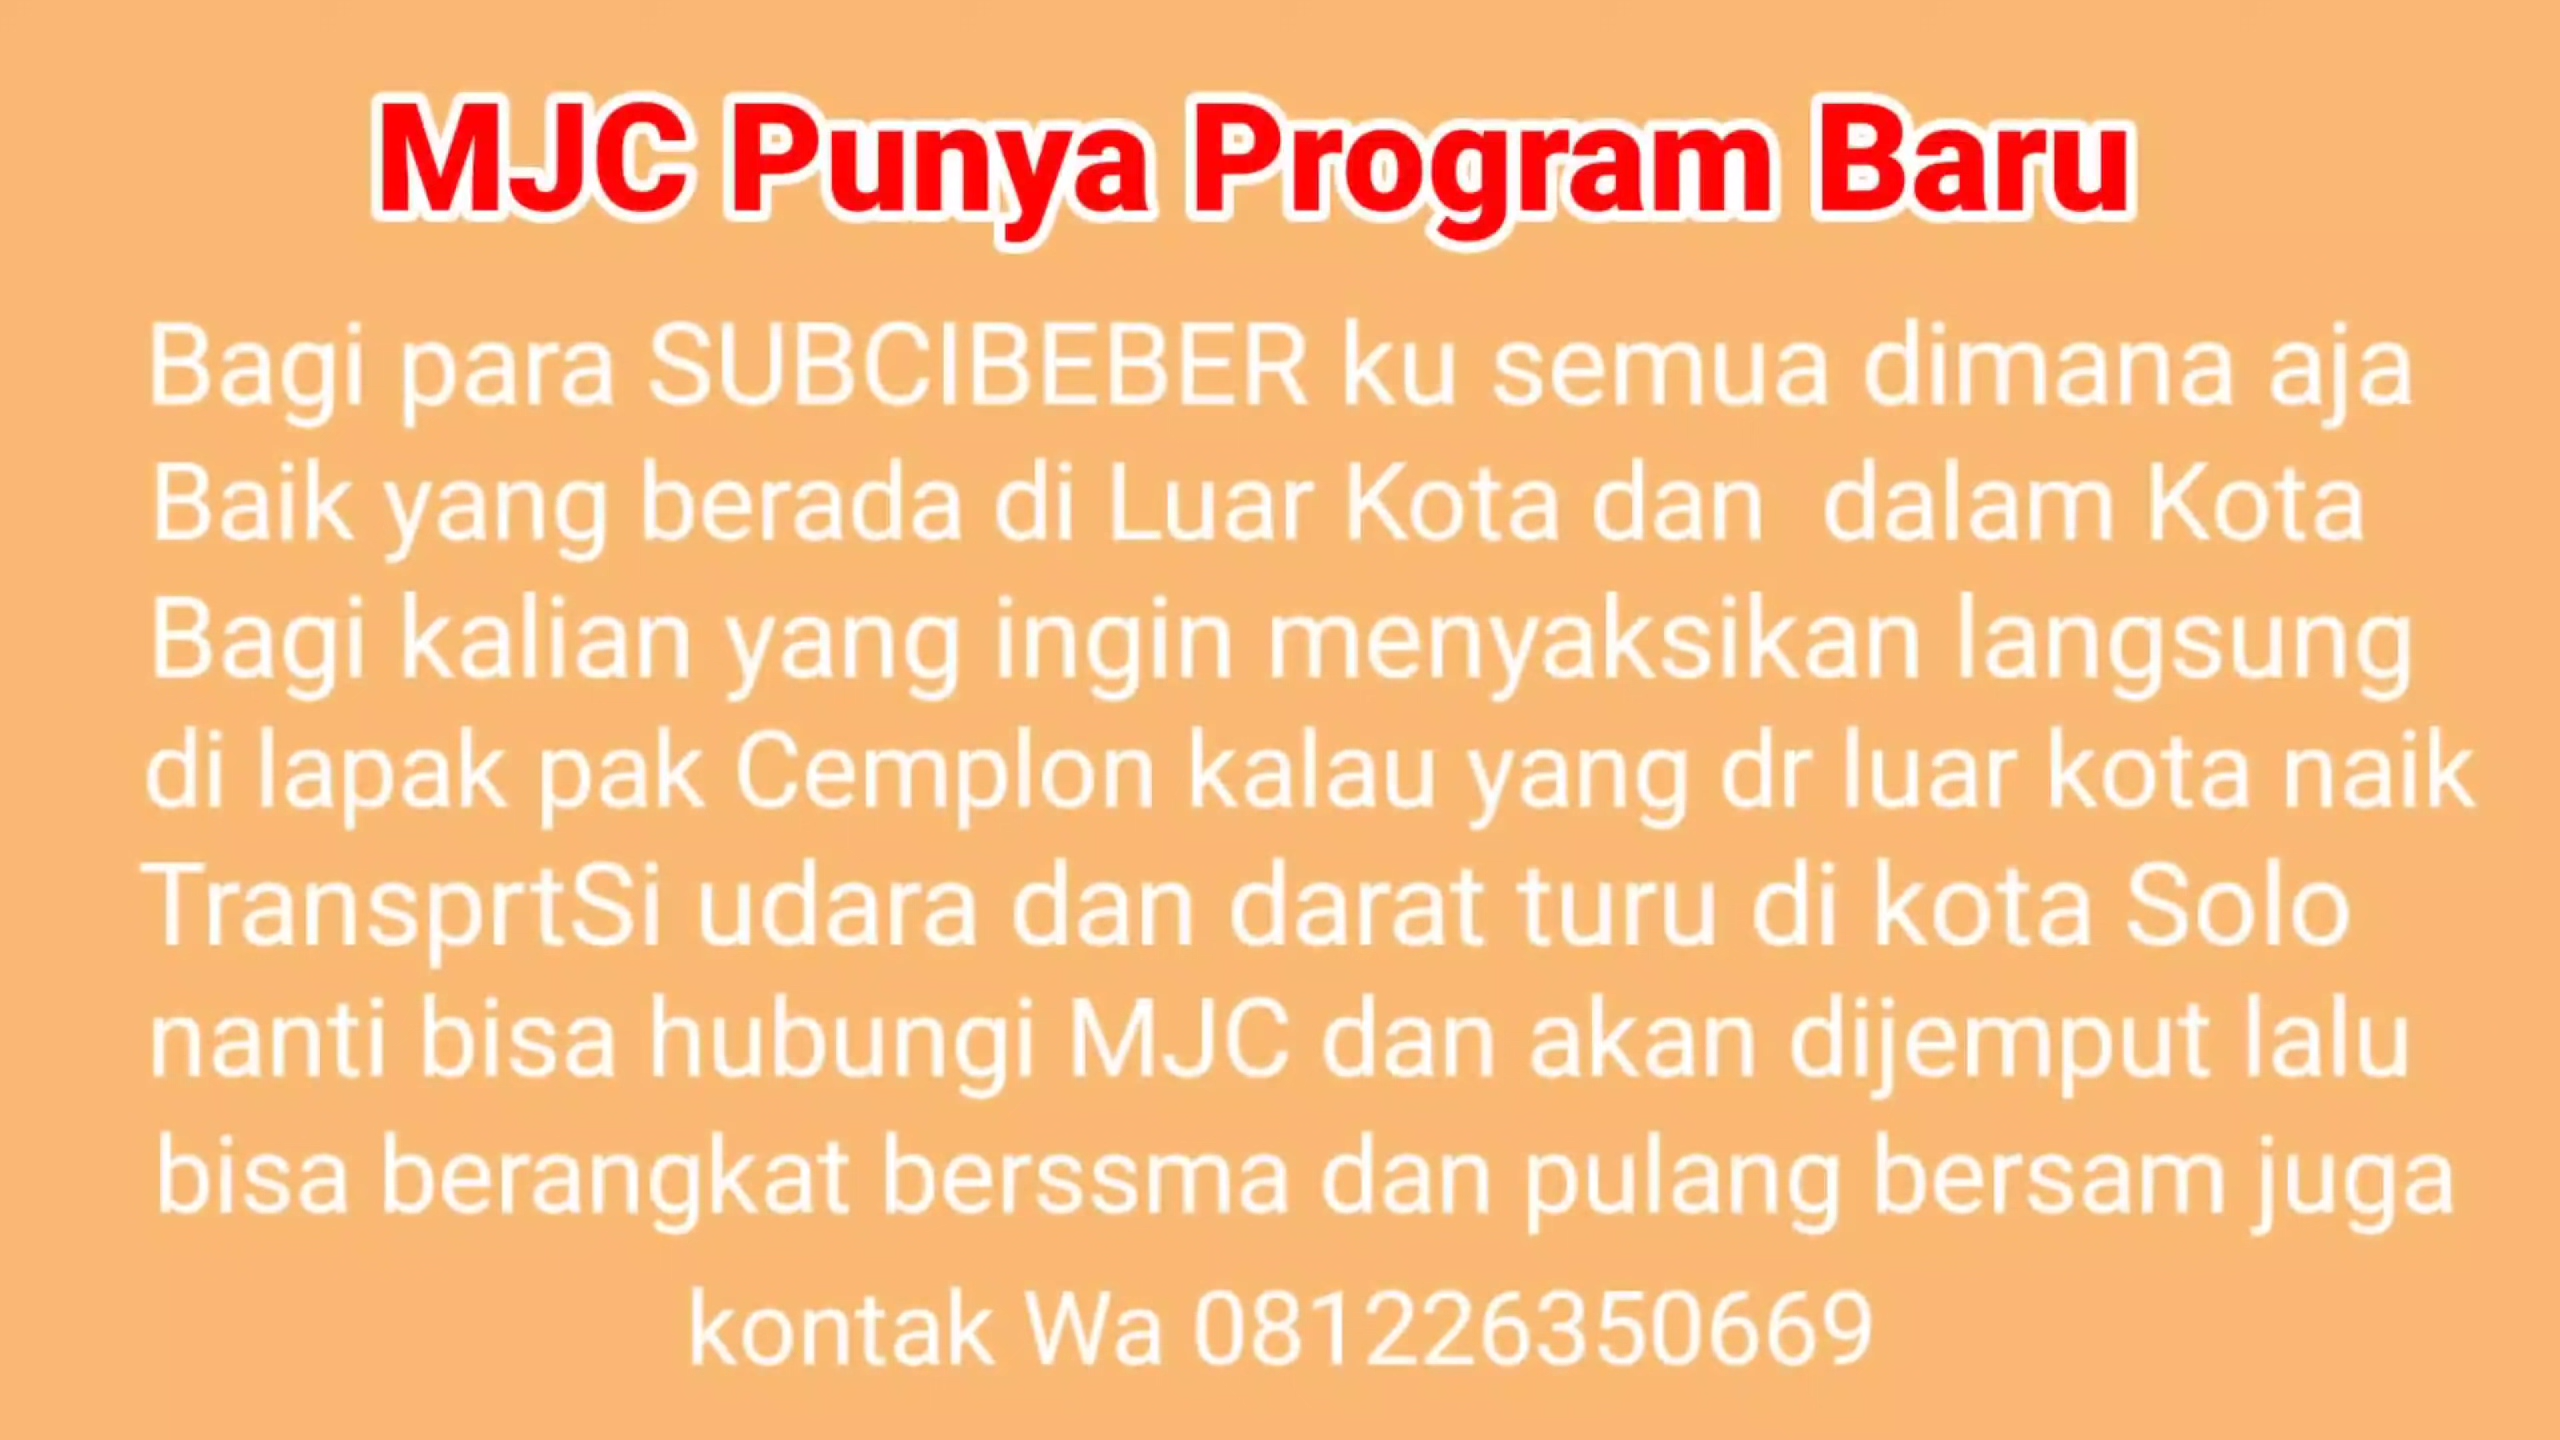 MJC Punya Program Baru
Bagi para SUBCIBEBER ku semua dimana aja
Baik yang berada di Luar Kota dan dalam Kota
Bagi kalian yang ingin menyaksikan langsung
di lapak pak Cemplon kalau yang dr luar kota naik
TransprtSi udara dan darat turu di kota Solo
nanti bisa hubungi MJC dan akan dijemput lalu
bisa berangkat berssma dan pulang bersam juga
kontak Wa 081226350669